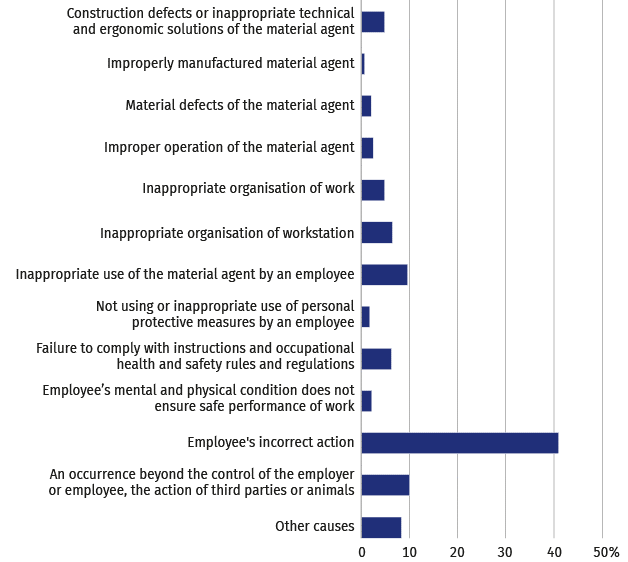 Construction defects or inappropriate technical
and ergonomic solutions of the material agent
Improperly manufactured material agent
Material defects of the material agent
Improper operation of the material agent
Inappropriate organisation of work
Inappropriate organisation of workstation
Inappropriate use of the material agent by an employee
Not using or inappropriate use of personal
protective measures by an employee
Failure to comply with instructions and occupational
health and safety rules and regulations
Employee’s mental and physical condition does not
ensure safe performance of work
Employee's incorrect action
An occurrence beyond the control of the employer
or employee, the action of third parties or animals
Other causes
0 10 20 30 40 50%